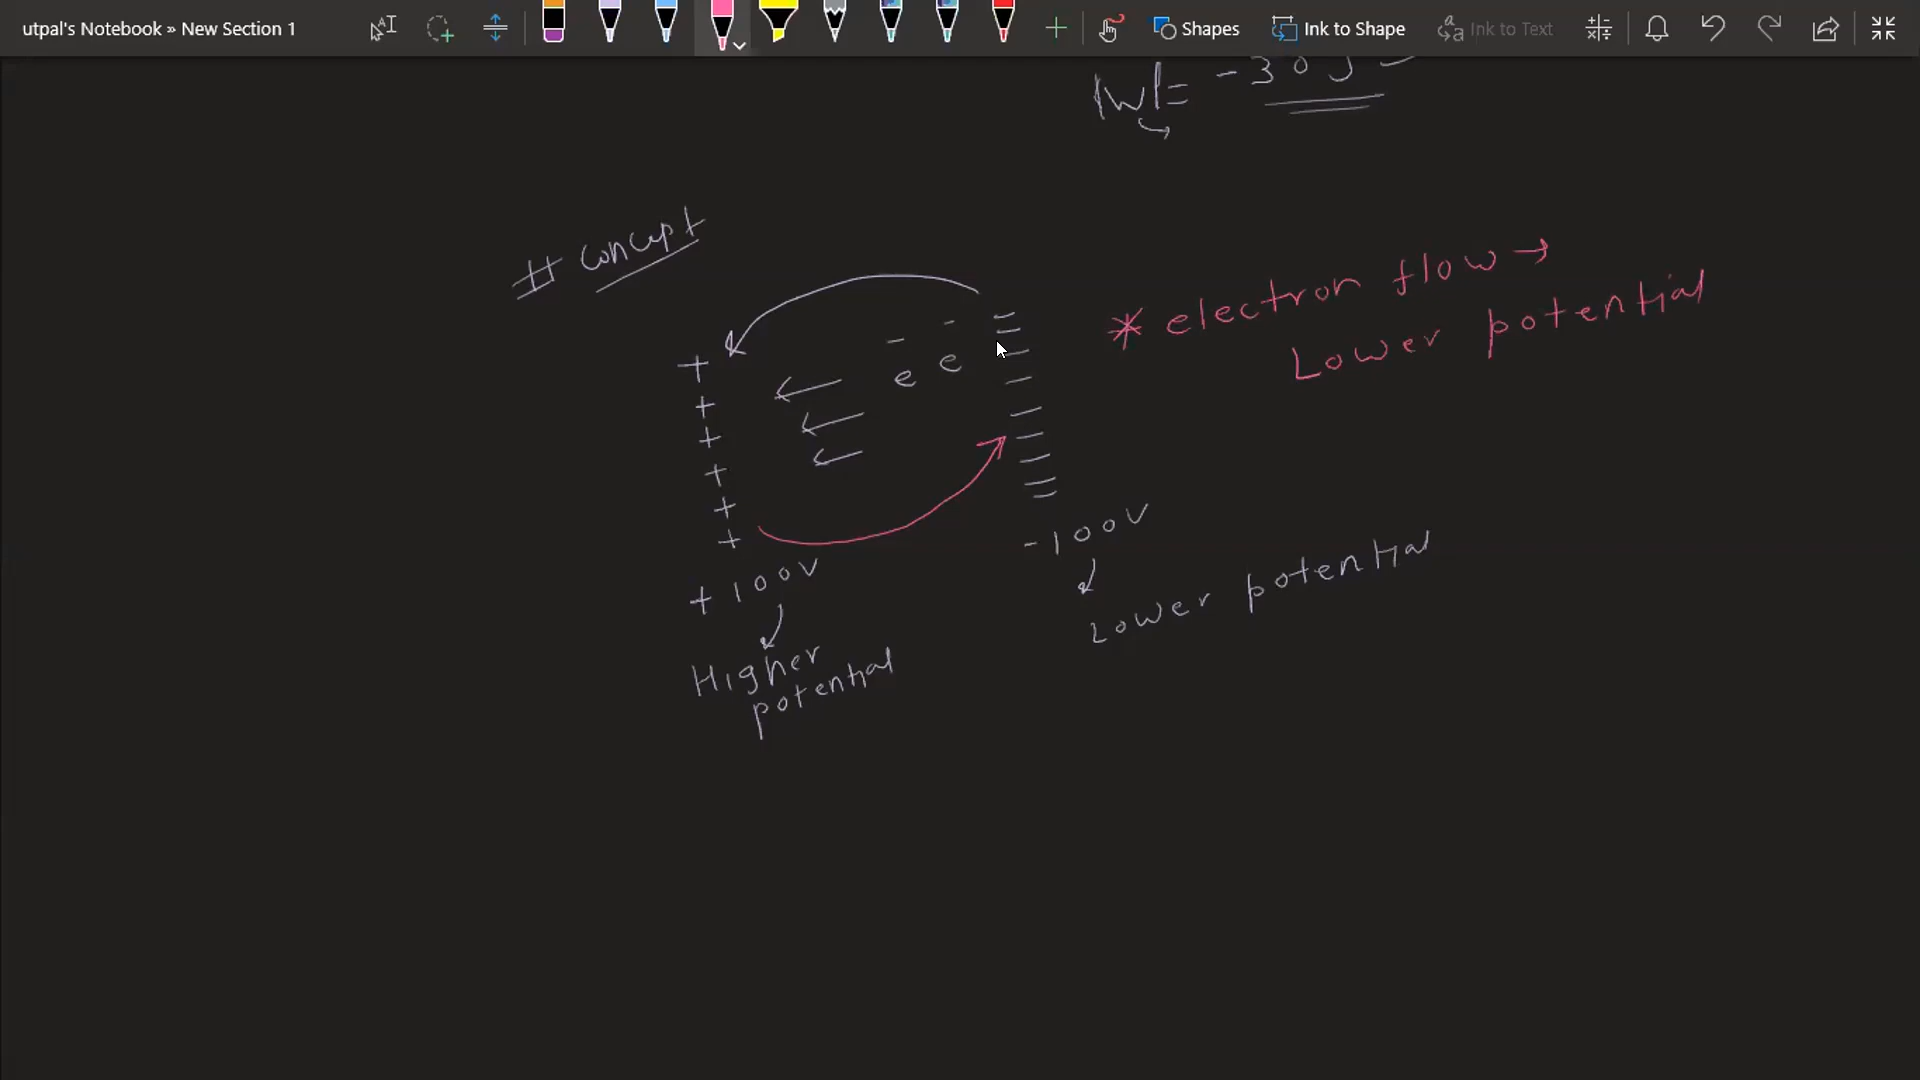 utpal's Notebook » New Section 1
Shapes
Ink to Shape
Ink to Text
|W|= -30 J
# concept
* electron flow →
Lower potential
e⁻ e⁻
+100V
-100V
Higher
potential
Lower potential